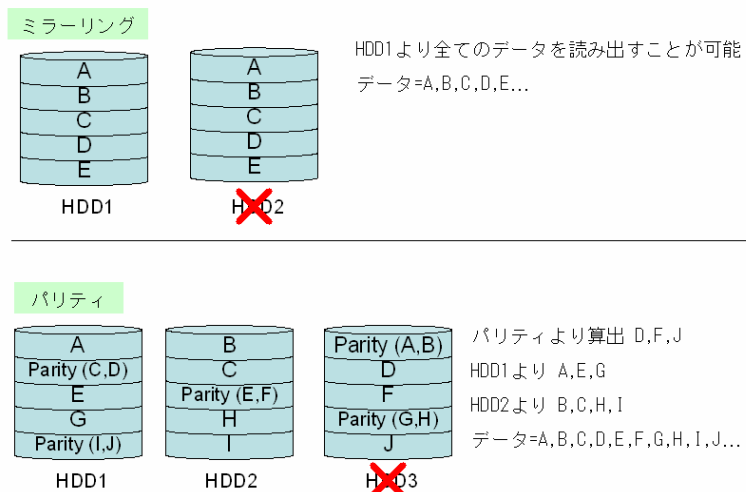 ミラーリング
HDD1より全てのデータを読み出すことが可能
データ=A,B,C,D,E...
A
B
C
D
E
HDD1
A
B
C
D
E
HDD2
パリティ
A
Parity (C,D)
E
G
Parity (I,J)
HDD1
B
C
Parity (E,F)
H
I
HDD2
Parity (A,B)
D
F
Parity (G,H)
J
HDD3
パリティより算出 D,F,J
HDD1より A,E,G
HDD2より B,C,H,I
データ=A,B,C,D,E,F,G,H,I,J...